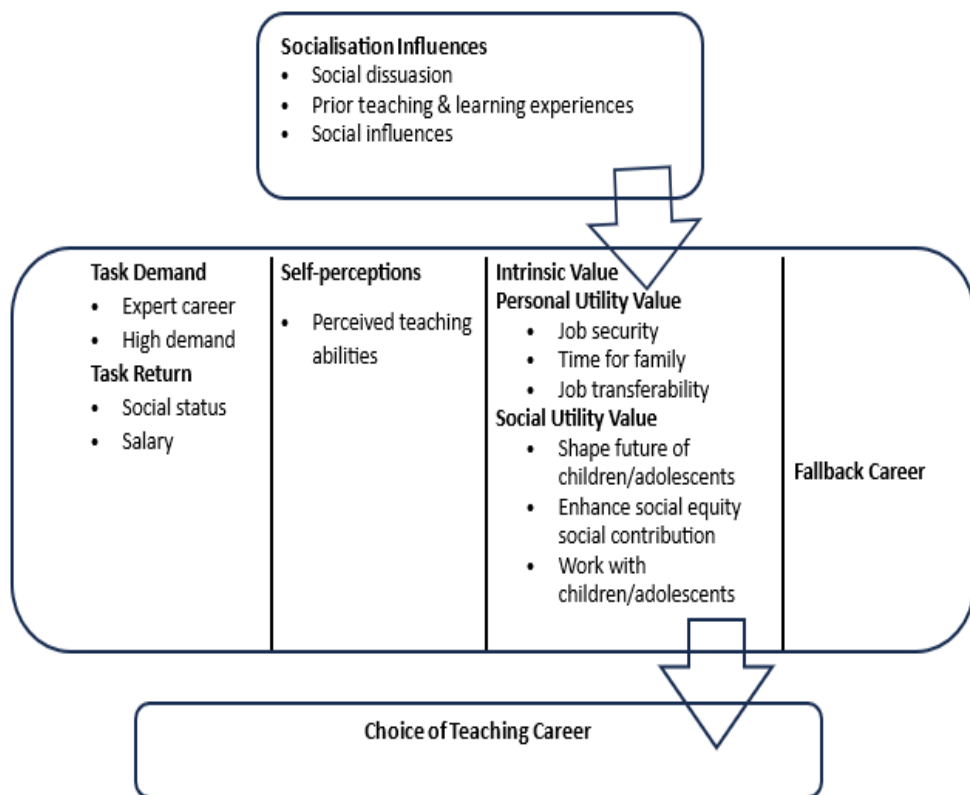 Socialisation Influences
• Social dissuasion
• Prior teaching & learning experiences
• Social influences
Task Demand
• Expert career
• High demand
Task Return
• Social status
• Salary
Self-perceptions
• Perceived teaching
abilities
Intrinsic Value
Personal Utility Value
• Job security
• Time for family
• Job transferability
Social Utility Value
• Shape future of
children/adolescents
• Enhance social equity
social contribution
• Work with
children/adolescents
Fallback Career
Choice of Teaching Career